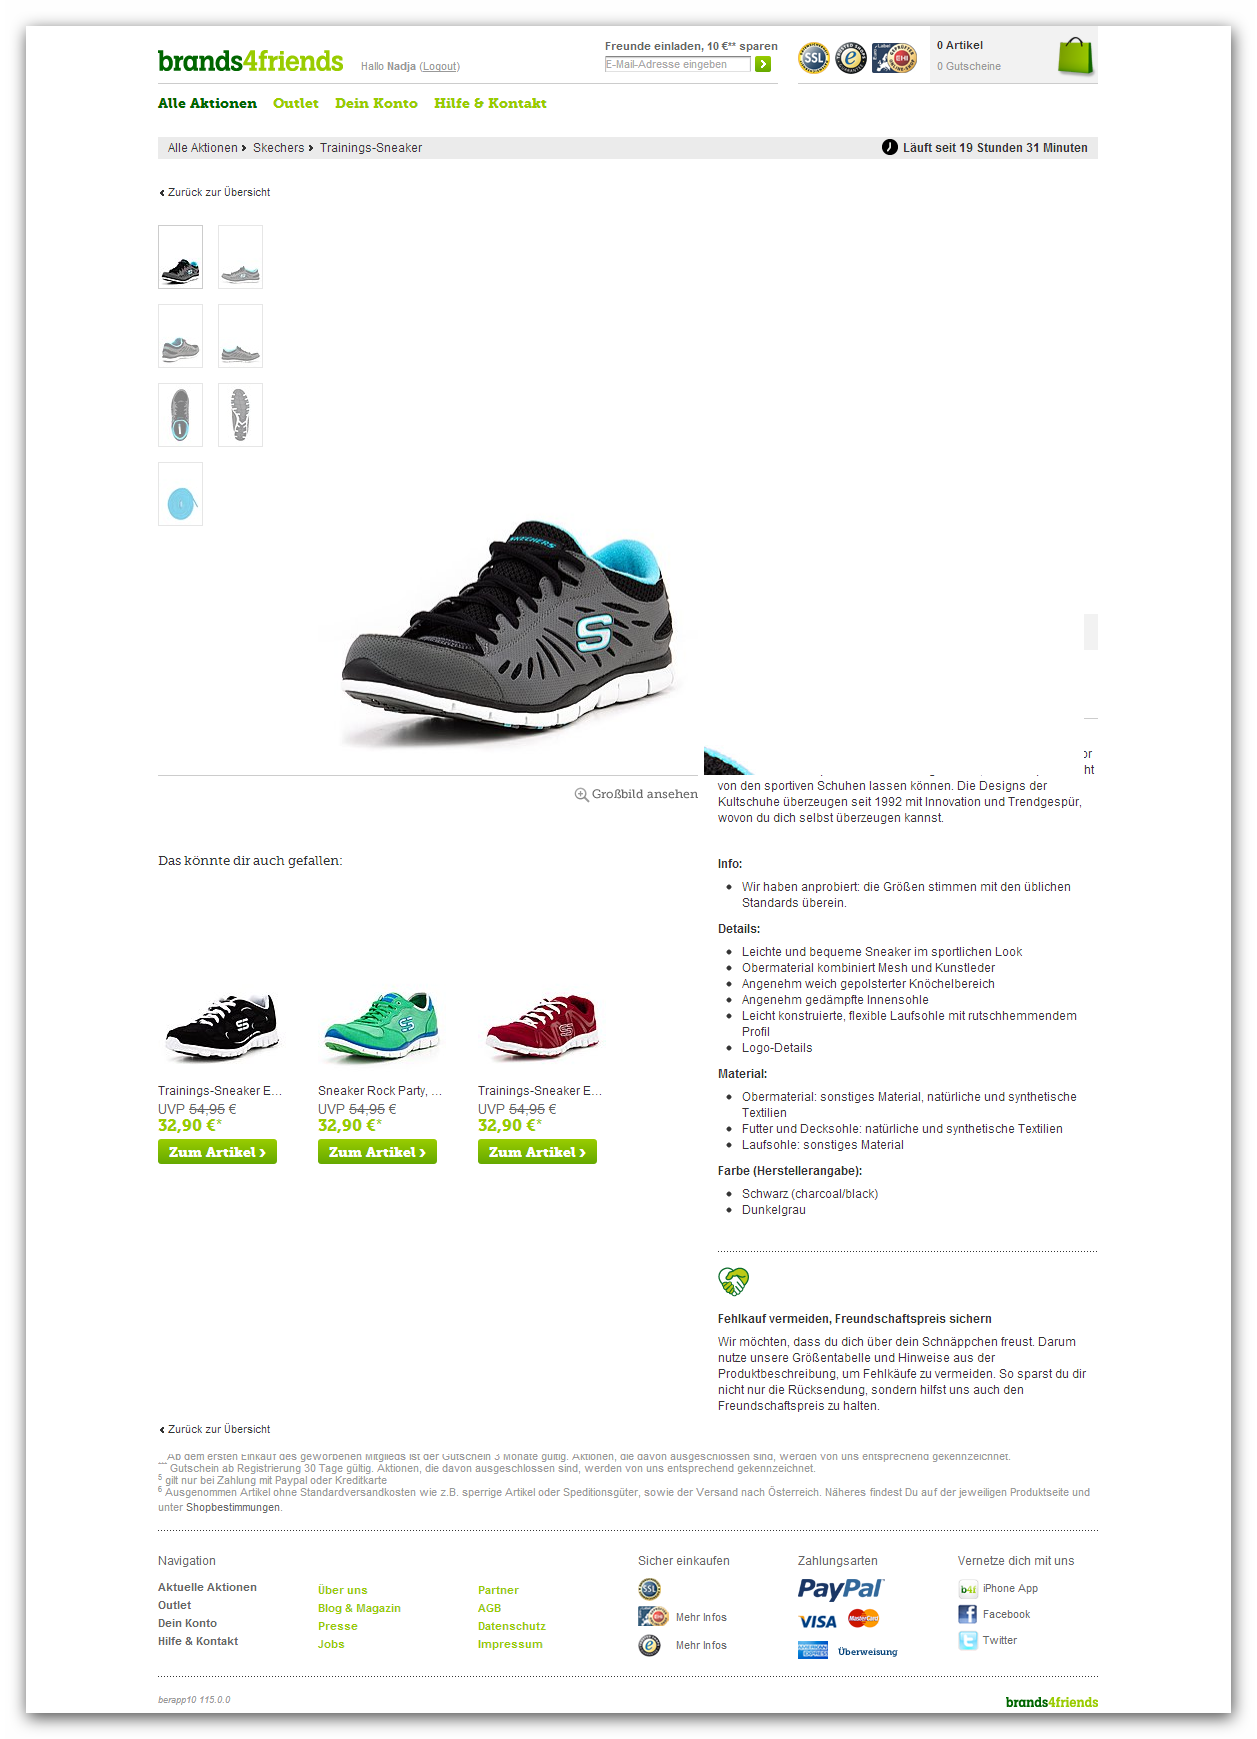 brands4friends
Hallo Nadja (Logout)
Freunde einladen, 10 €** sparen
E-Mail-Adresse eingeben
SSL
EHI
0 Artikel
0 Gutscheine
Alle Aktionen Outlet Dein Konto Hilfe & Kontakt
Alle Aktionen Skechers Trainings-Sneaker
Läuft seit 19 Stunden 31 Minuten
Zurück zur Übersicht
SKECHERS
S
or
ht
von den sportiven Schuhen lassen können. Die Designs der
Kultschuhe überzeugen seit 1992 mit Innovation und Trendgespür,
wovon du dich selbst überzeugen kannst.
Großbild ansehen
Info:
Wir haben anprobiert: die Größen stimmen mit den üblichen
Standards überein.
Details:
Leichte und bequeme Sneaker im sportlichen Look
Obermaterial kombiniert Mesh und Kunstleder
Angenehm weich gepolsterter Knöchelbereich
Angenehm gedämpfte Innensohle
Leicht konstruierte, flexible Laufsohle mit rutschhemmendem
Profil
Logo-Details
Material:
Obermaterial: sonstiges Material, natürliche und synthetische
Textilien
Futter und Decksohle: natürliche und synthetische Textilien
Laufsohle: sonstiges Material
Farbe (Herstellerangabe):
Schwarz (charcoal/black)
Dunkelgrau
Fehlkauf vermeiden, Freundschaftspreis sichern
Wir möchten, dass du dich über dein Schnäppchen freust. Darum
nutze unsere Größentabelle und Hinweise aus der
Produktbeschreibung, um Fehlkäufe zu vermeiden. So sparst du dir
nicht nur die Rücksendung, sondern hilfst uns auch den
Freundschaftspreis zu halten.
Das könnte dir auch gefallen:
Trainings-Sneaker E...
UVP 54,95 €
32,90 €*
Zum Artikel
Sneaker Rock Party, ...
UVP 54,95 €
32,90 €*
Zum Artikel
Trainings-Sneaker E...
UVP 54,95 €
32,90 €*
Zum Artikel
Zurück zur Übersicht
Ab dem ersten Einkauf des geworbenen Mitglieds ist der Gutschein 3 Monate gültig. Aktionen, die davon ausgeschlossen sind, werden von uns entsprechend gekennzeichnet.
Gutschein ab Registrierung 30 Tage gültig. Aktionen, die davon ausgeschlossen sind, werden von uns entsprechend gekennzeichnet.
5 gilt nur bei Zahlung mit Paypal oder Kreditkarte
6 Ausgenommen Artikel ohne Standardversandkosten wie z.B. sperrige Artikel oder Speditionsgüter, sowie der Versand nach Österreich. Näheres findest Du auf der jeweiligen Produktseite und
unter Shopbestimmungen.
Navigation
Aktuelle Aktionen
Outlet
Dein Konto
Hilfe & Kontakt
Über uns
Blog & Magazin
Presse
Jobs
Partner
AGB
Datenschutz
Impressum
Sicher einkaufen
SSL
EHI Mehr Infos
Mehr Infos
Zahlungsarten
PayPal
VISA MasterCard
AMERICAN EXPRESS Überweisung
Vernetze dich mit uns
b4f iPhone App
Facebook
Twitter
berapp10 115.0.0
brands4friends